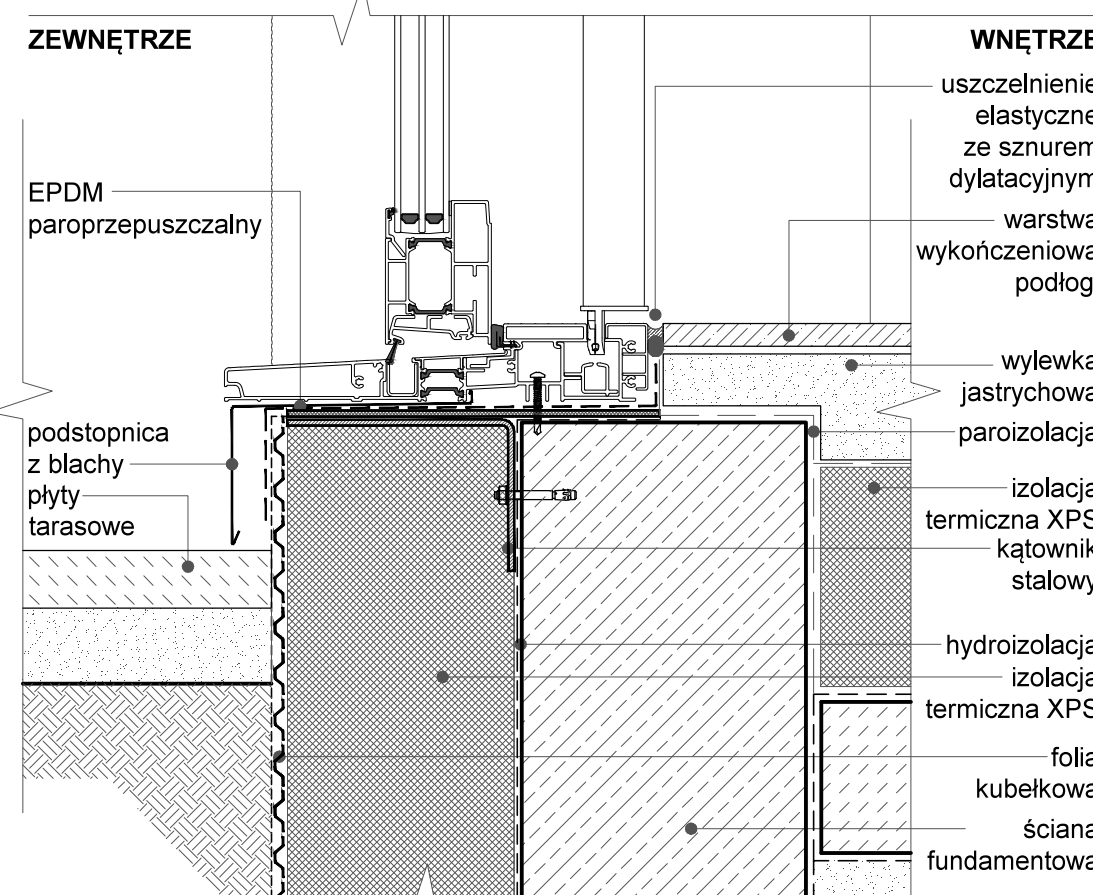 ZEWNĘTRZE
EPDM
paroprzepuszczalny
podstopnica
z blachy
płyty
tarasowe
WNĘTRZE
uszczelnienie
elastyczne
ze sznurem
dylatacyjnym
warstwa
wykończeniowa
podłog
wylewka
jastrychowa
paroizolacja
izolacja
termiczna XPS
kątownik
stalowy
hydroizolacja
izolacja
termiczna XPS
folia
kubełkowa
ściana
fundamentowa